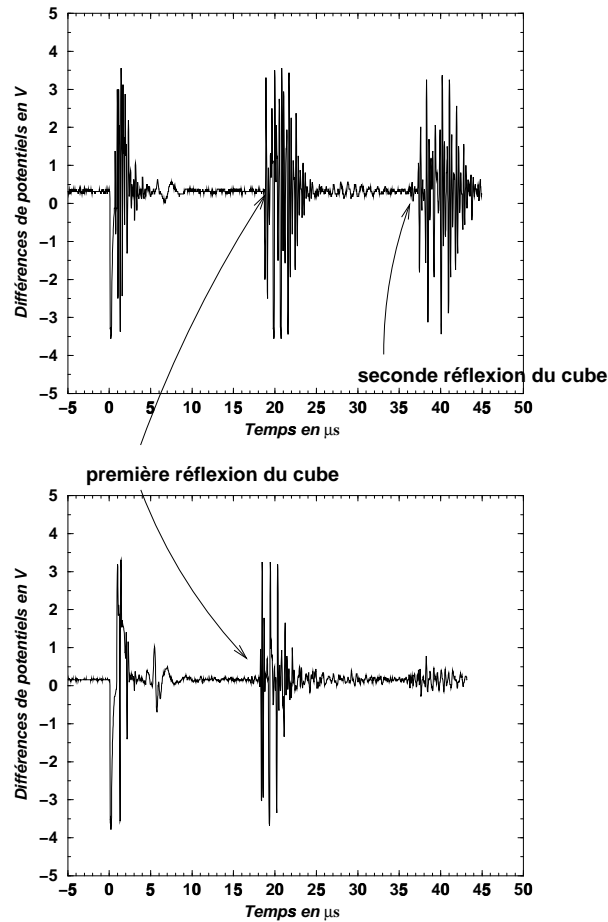 5
4
3
2
1
0
−1
−2
−3
−4
−5
Différences de potentiels en V
−5 0 5 10 15 20 25 30 35 40 45 50
Temps en μs
seconde réflexion du cube
première réflexion du cube
5
4
3
2
1
0
−1
−2
−3
−4
−5
Différences de potentiels en V
−5 0 5 10 15 20 25 30 35 40 45 50
Temps en μs